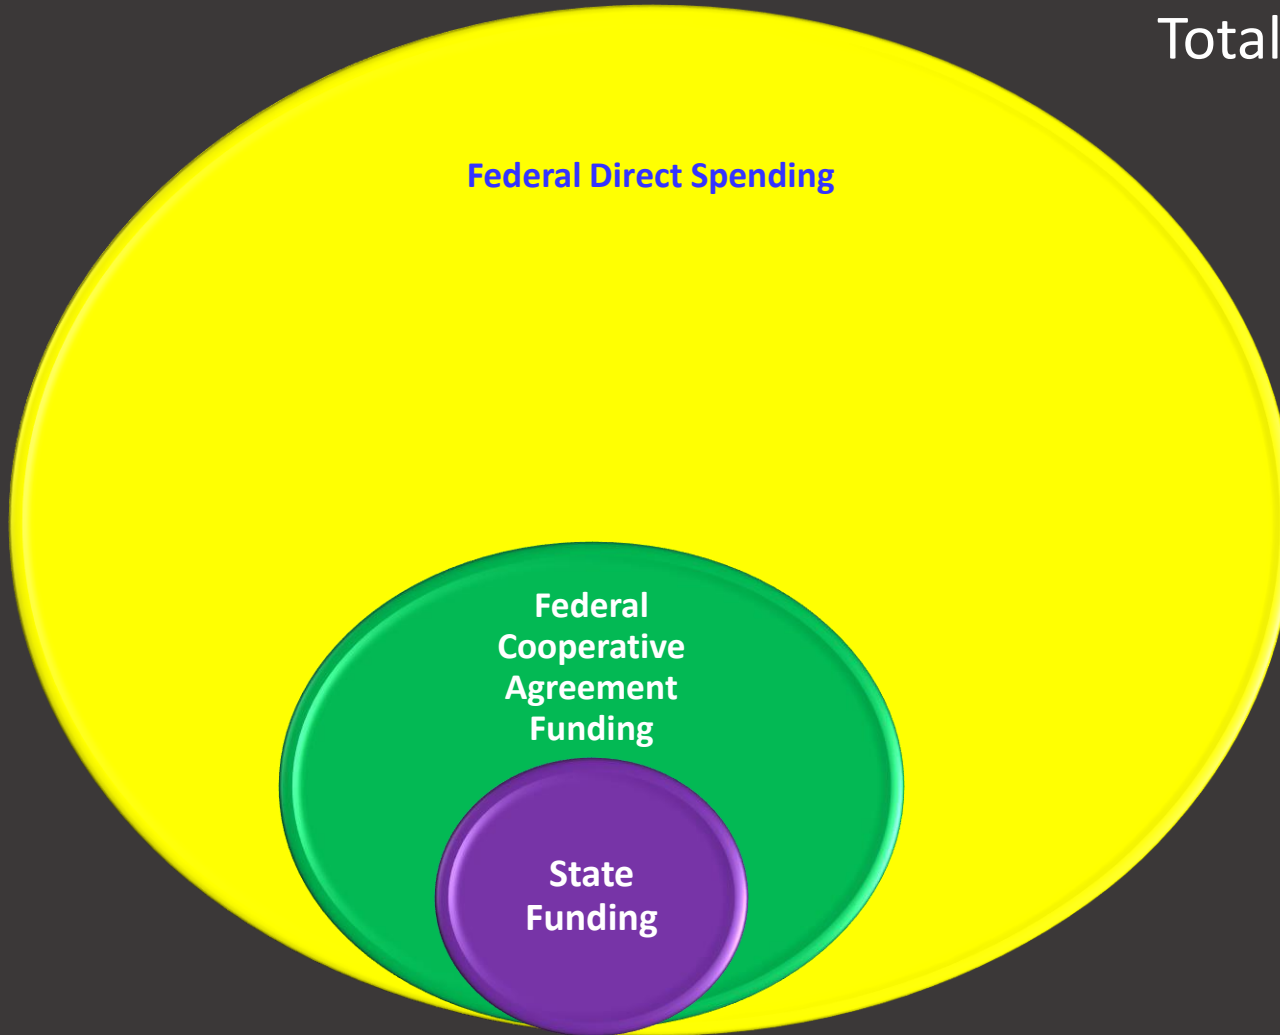 Total
Federal Direct Spending
Federal
Cooperative
Agreement
Funding
State
Funding